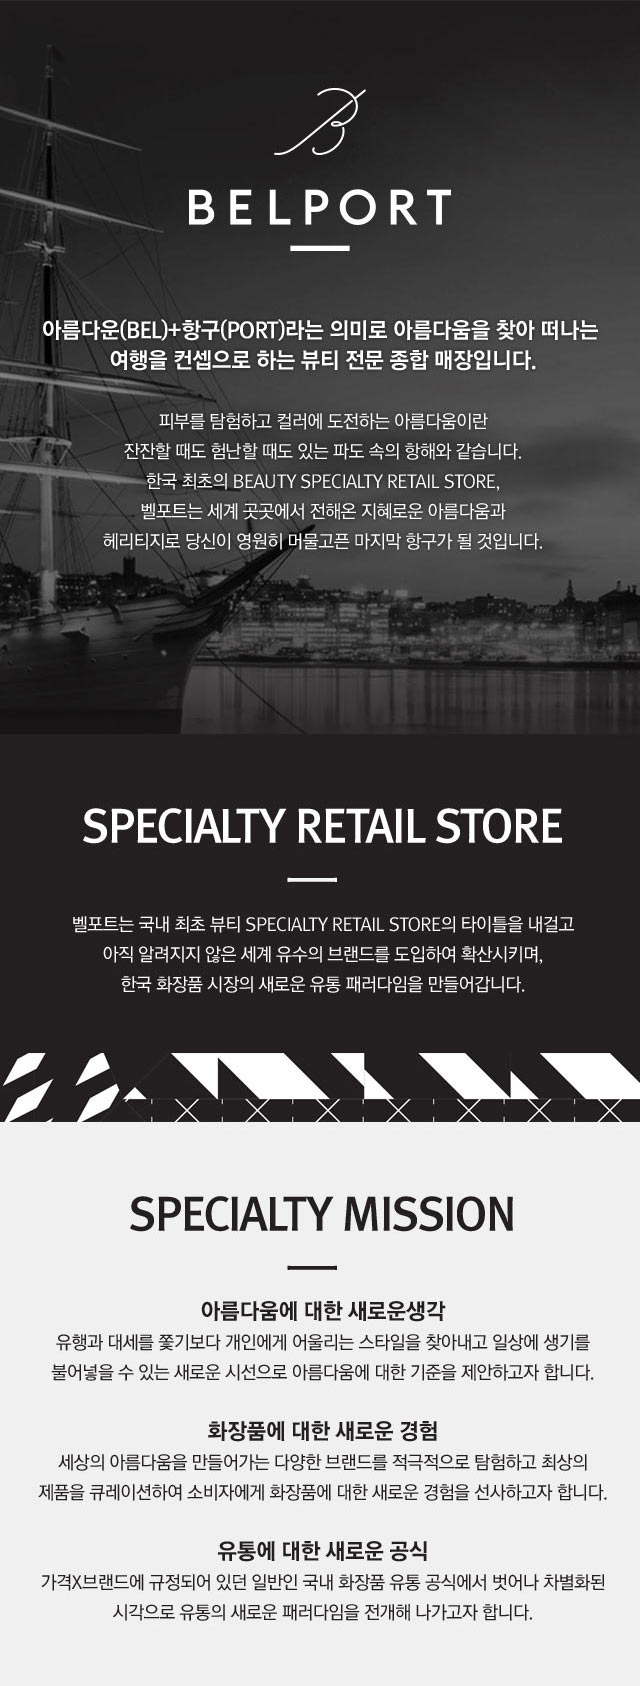 B
BELPORT
아름다운(BEL)+항구(PORT)라는 의미로 아름다움을 찾아 떠나는
여행을 컨셉으로 하는 뷰티 전문 종합 매장입니다.
피부를 탐험하고 컬러에 도전하는 아름다움이란
잔잔할 때도 험난할 때도 있는 파도 속의 항해와 같습니다.
한국 최초의 BEAUTY SPECIALTY RETAIL STORE,
벨포트는 세계 곳곳에서 전해온 지혜로운 아름다움과
헤리티지로 당신이 영원히 머물고픈 마지막 항구가 될 것입니다.
SPECIALTY RETAIL STORE
벨포트는 국내 최초 뷰티 SPECIALTY RETAIL STORE의 타이틀을 내걸고
아직 알려지지 않은 세계 유수의 브랜드를 도입하여 확산시키며,
한국 화장품 시장의 새로운 유통 패러다임을 만들어갑니다.
SPECIALTY MISSION
아름다움에 대한 새로운생각
유행과 대세를 쫓기보다 개인에게 어울리는 스타일을 찾아내고 일상에 생기를
불어넣을 수 있는 새로운 시선으로 아름다움에 대한 기준을 제안하고자 합니다.
화장품에 대한 새로운 경험
세상의 아름다움을 만들어가는 다양한 브랜드를 적극적으로 탐험하고 최상의
제품을 큐레이션하여 소비자에게 화장품에 대한 새로운 경험을 선사하고자 합니다.
유통에 대한 새로운 공식
가격X브랜드에 규정되어 있던 일반인 국내 화장품 유통 공식에서 벗어나 차별화된
시각으로 유통의 새로운 패러다임을 전개해 나가고자 합니다.